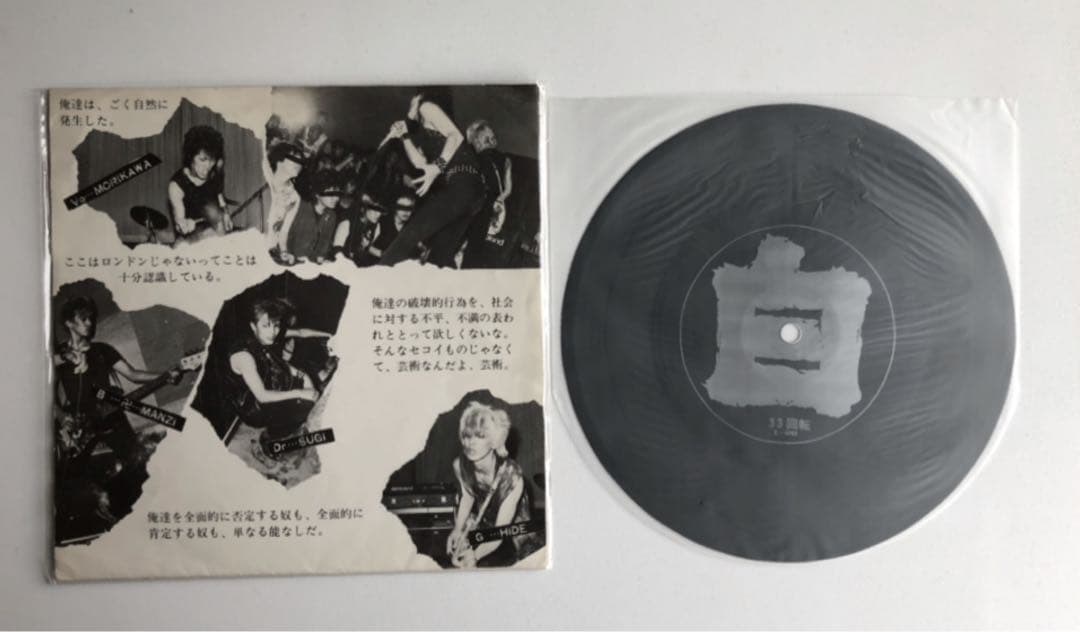 俺達は、ごく自然に
発生した。
Vo…MORIKAWA
ここはロンドンじゃないってことは
十分認識している。
俺達の破壊的行為を、社会
に対する不平、不満の表わ
れととって欲しくないな。
そんなセコイものじゃなく
て、芸術なんだよ、芸術。
B…卍…MANZI
Dr…SUGI
G…HIDE
俺達を全面的に否定する奴も、全面的に
肯定する奴も、単なる能なしだ。
白
33回転